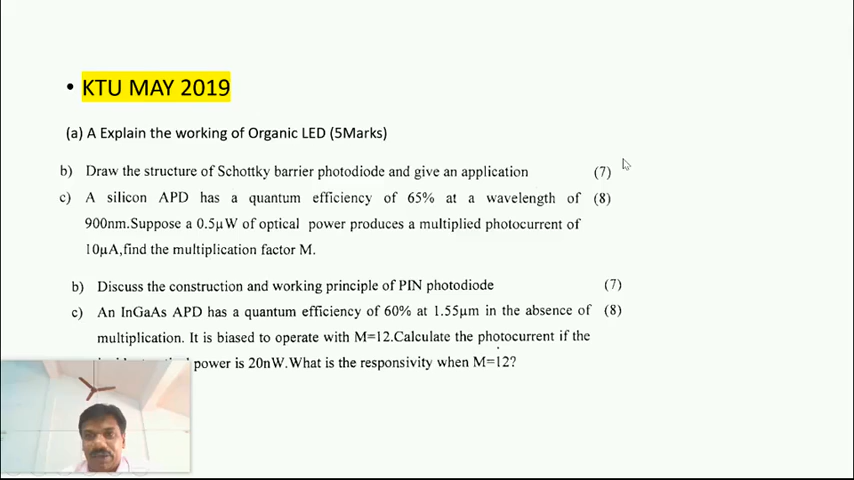 • KTU MAY 2019
(a) A Explain the working of Organic LED (5Marks)
b) Draw the structure of Schottky barrier photodiode and give an application (7)
c) A silicon APD has a quantum efficiency of 65% at a wavelength of (8)
900nm.Suppose a 0.5μW of optical power produces a multiplied photocurrent of
10μA,find the multiplication factor M.
b) Discuss the construction and working principle of PIN photodiode (7)
c) An InGaAs APD has a quantum efficiency of 60% at 1.55μm in the absence of (8)
multiplication. It is biased to operate with M=12.Calculate the photocurrent if the
power is 20nW.What is the responsivity when M=12?